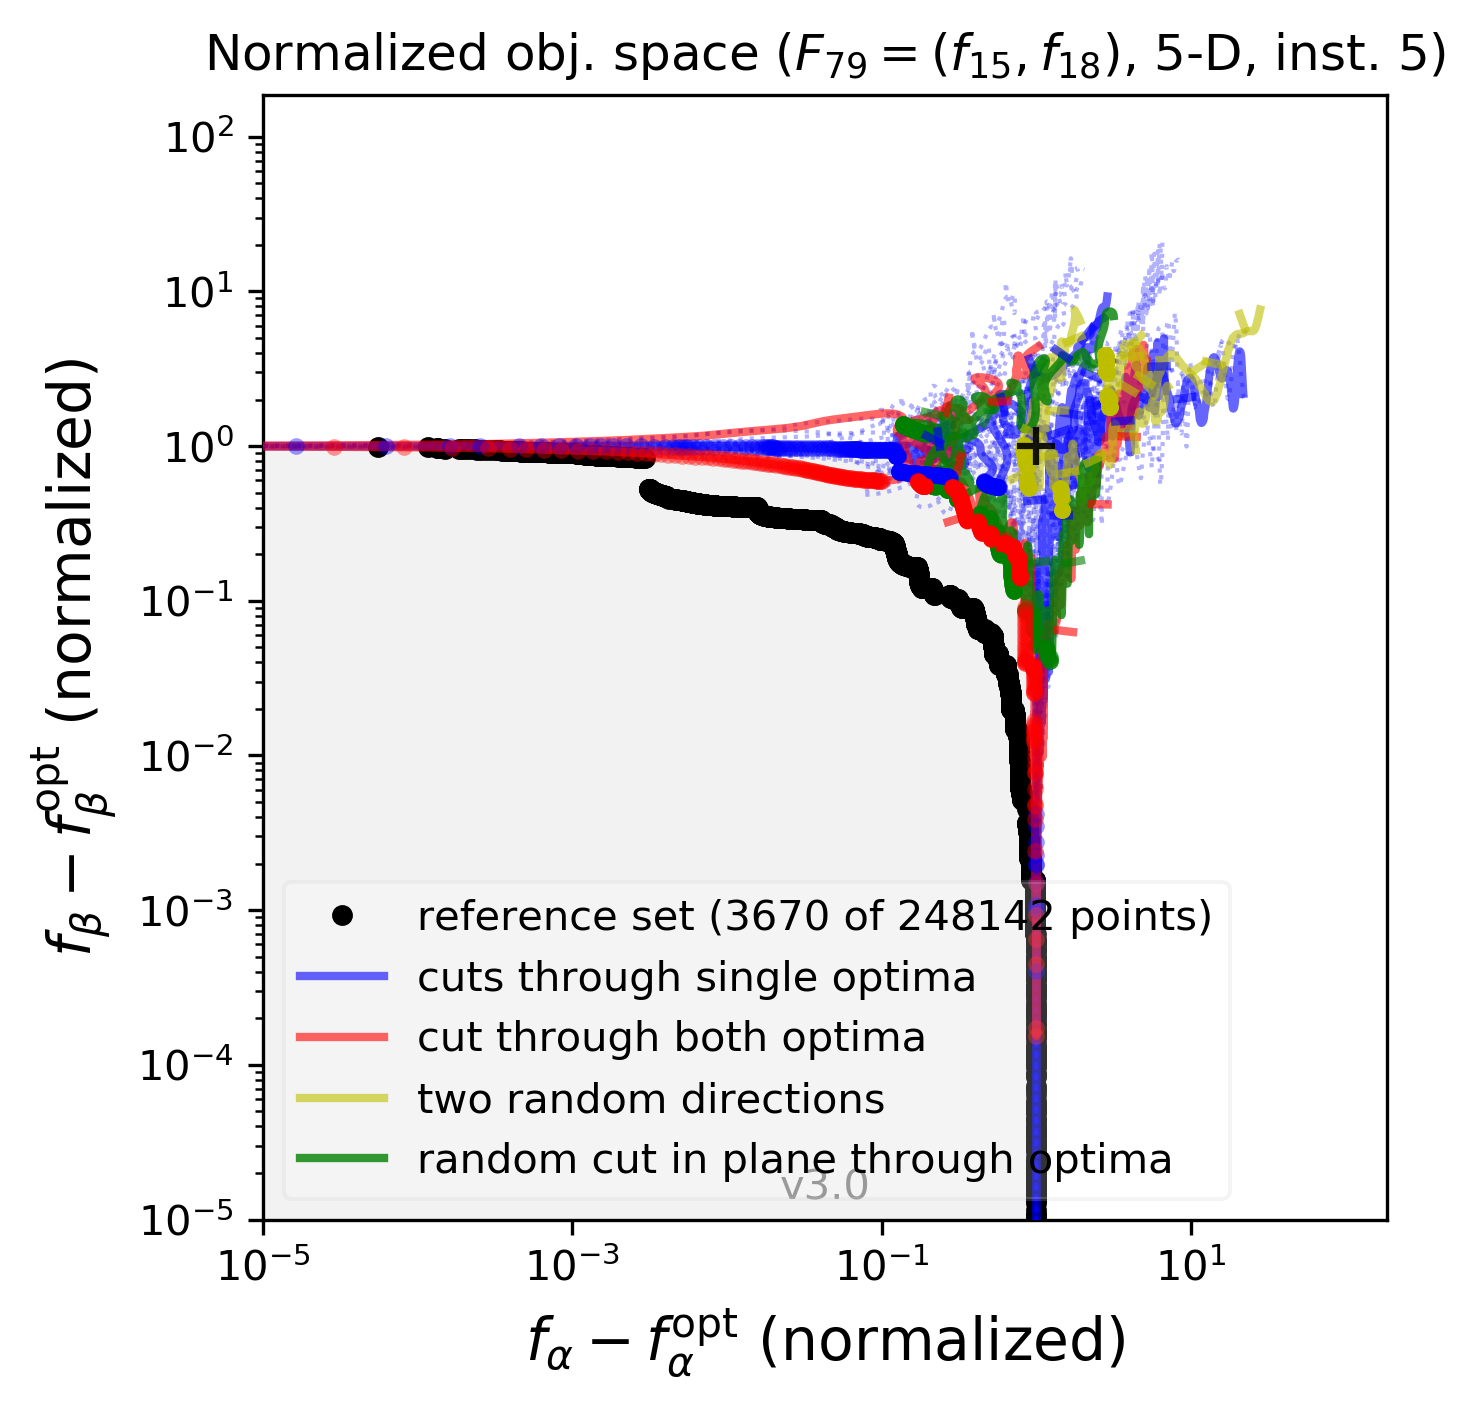 Normalized obj. space (F₇₉ = (f₁₅, f₁₈), 5-D, inst. 5)
10²
10¹
10⁰
10⁻¹
10⁻²
10⁻³
10⁻⁴
10⁻⁵
f_β − f_β^opt (normalized)
reference set (3670 of 248142 points)
cuts through single optima
cut through both optima
two random directions
random cut in plane through optima
v3.0
10⁻⁵ 10⁻³ 10⁻¹ 10¹
f_α − f_α^opt (normalized)